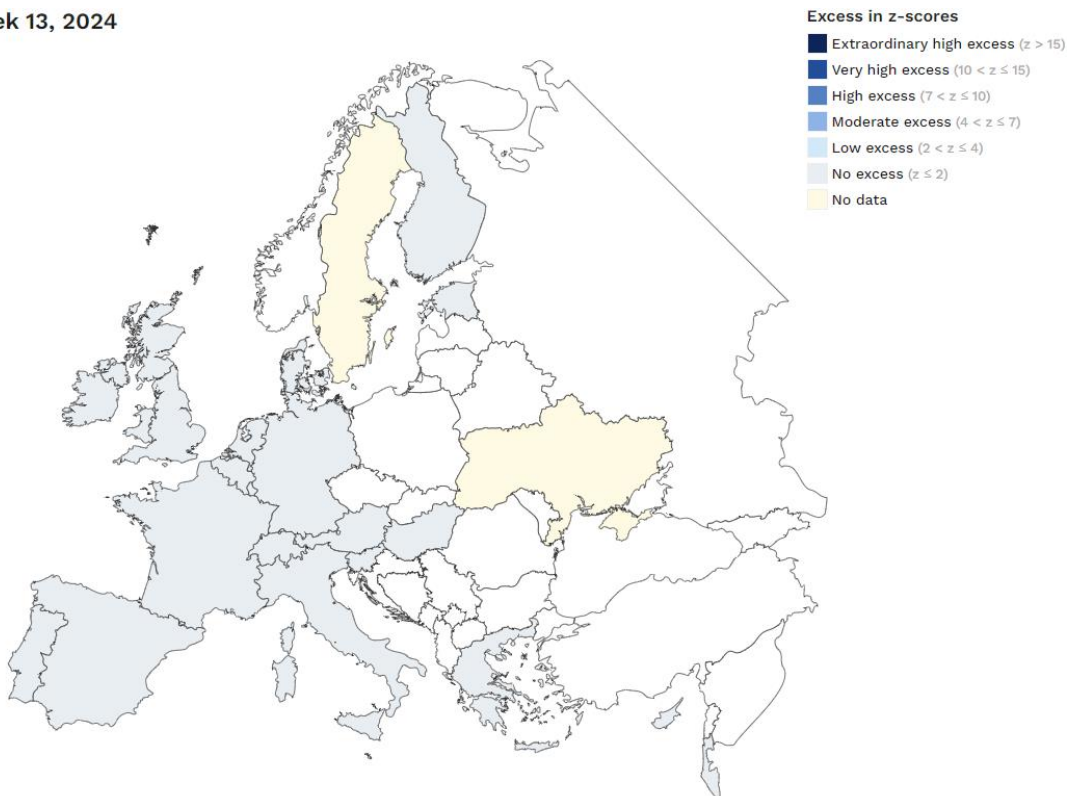 ek 13, 2024
Excess in z-scores
Extraordinary high excess (z > 15)
Very high excess (10 < z ≤ 15)
High excess (7 < z ≤ 10)
Moderate excess (4 < z ≤ 7)
Low excess (2 < z ≤ 4)
No excess (z ≤ 2)
No data